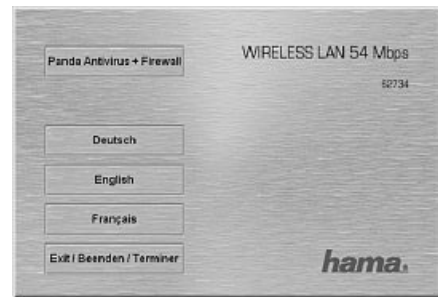 Panda Antivirus + Firewall
WIRELESS LAN 54 Mbps
62734
Deutsch
English
Français
Exit / Beenden / Terminer
hama.